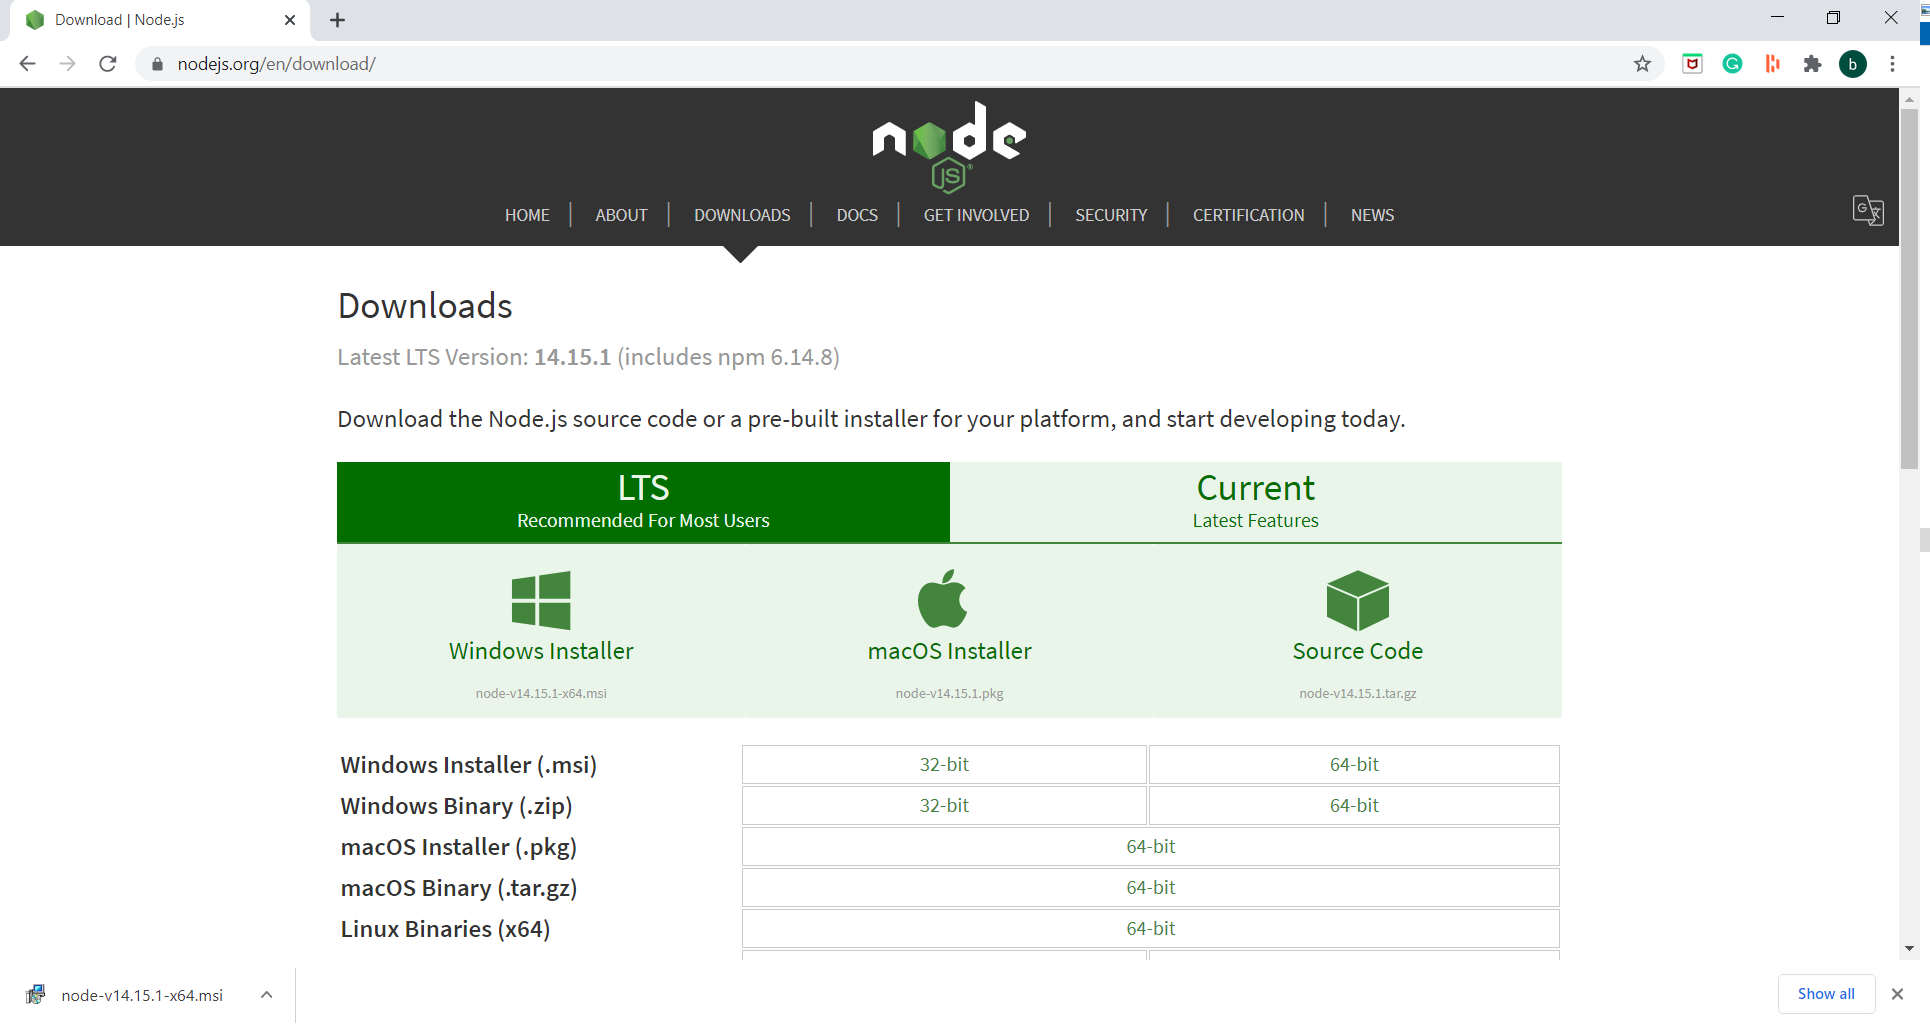 Download | Node.js
nodejs.org/en/download/
b
node
JS
HOME | ABOUT | DOWNLOADS | DOCS | GET INVOLVED | SECURITY | CERTIFICATION | NEWS
Downloads
Latest LTS Version: 14.15.1 (includes npm 6.14.8)
Download the Node.js source code or a pre-built installer for your platform, and start developing today.
LTS
Recommended For Most Users
Current
Latest Features
Windows Installer
node-v14.15.1-x64.msi
macOS Installer
node-v14.15.1.pkg
Source Code
node-v14.15.1.tar.gz
Windows Installer (.msi) 32-bit 64-bit
Windows Binary (.zip) 32-bit 64-bit
macOS Installer (.pkg) 64-bit
macOS Binary (.tar.gz) 64-bit
Linux Binaries (x64) 64-bit
node-v14.15.1-x64.msi
Show all